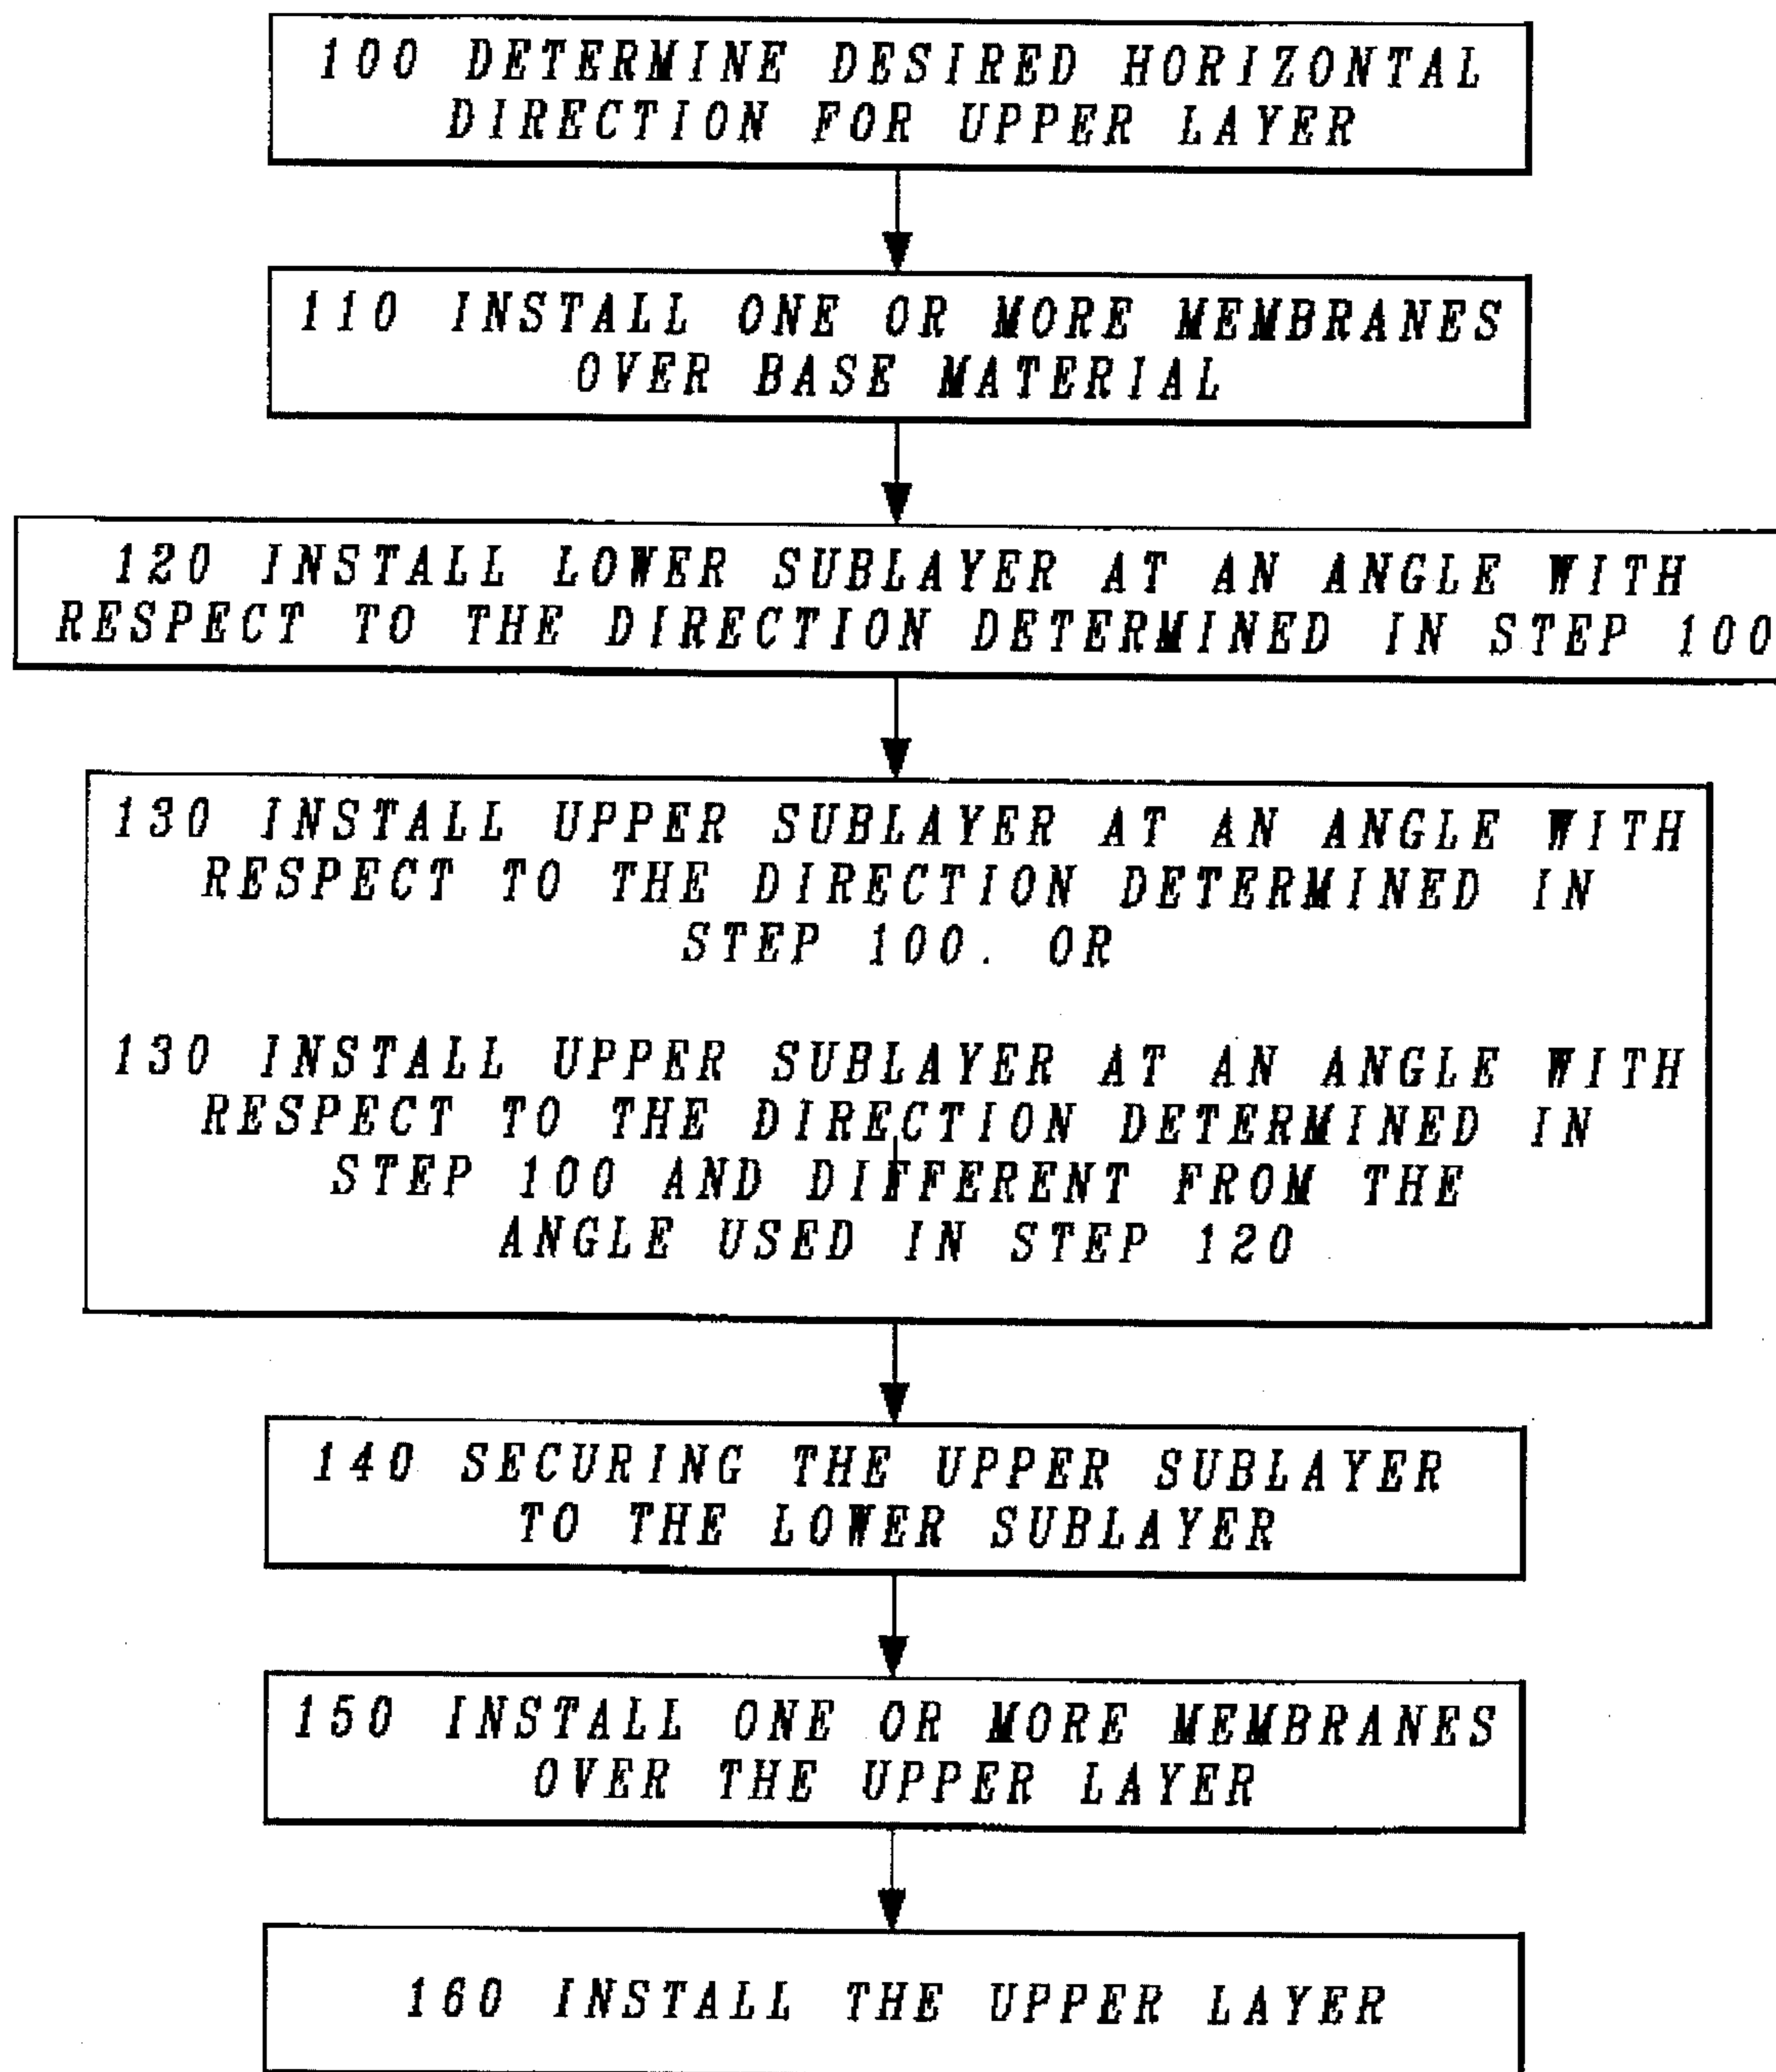 100 DETERMINE DESIRED HORIZONTAL
DIRECTION FOR UPPER LAYER
110 INSTALL ONE OR MORE MEMBRANES
OVER BASE MATERIAL
120 INSTALL LOWER SUBLAYER AT AN ANGLE WITH
RESPECT TO THE DIRECTION DETERMINED IN STEP 100
130 INSTALL UPPER SUBLAYER AT AN ANGLE WITH
RESPECT TO THE DIRECTION DETERMINED IN
STEP 100. OR
130 INSTALL UPPER SUBLAYER AT AN ANGLE WITH
RESPECT TO THE DIRECTION DETERMINED IN
STEP 100 AND DIFFERENT FROM THE
ANGLE USED IN STEP 120
140 SECURING THE UPPER SUBLAYER
TO THE LOWER SUBLAYER
150 INSTALL ONE OR MORE MEMBRANES
OVER THE UPPER LAYER
160 INSTALL THE UPPER LAYER